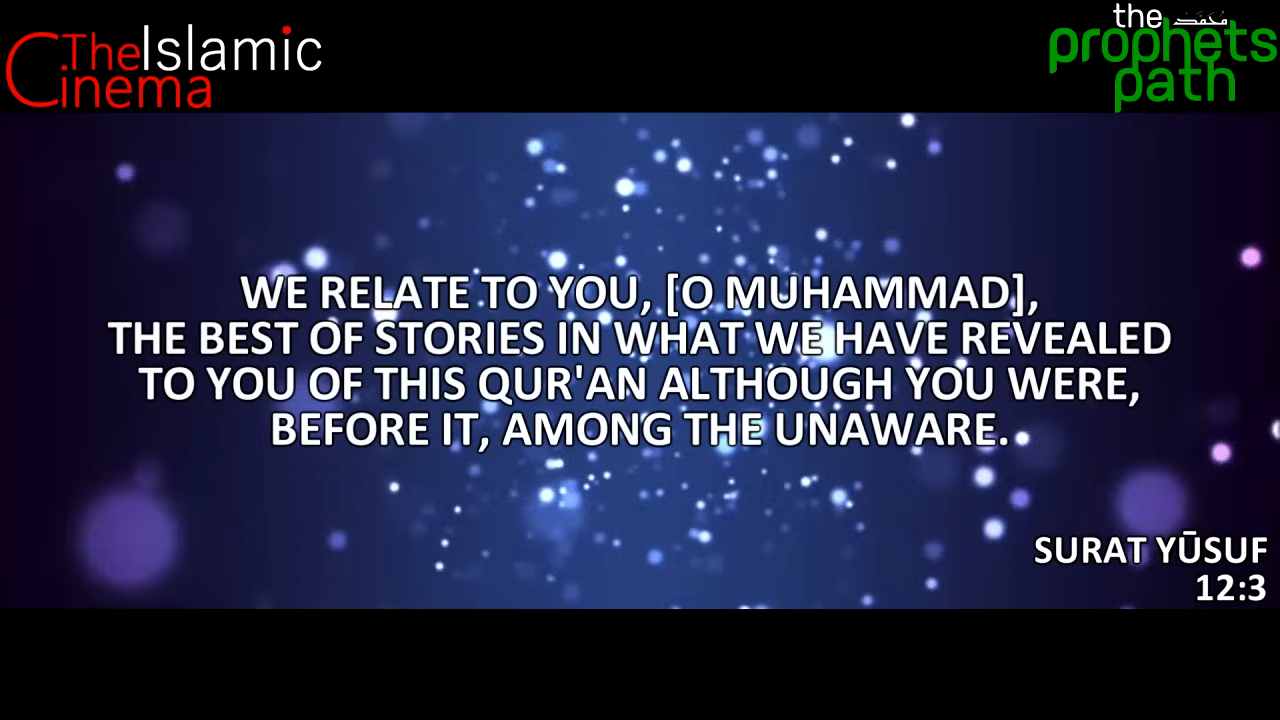 The Islamic
Cinema
the محمد
prophets
path
WE RELATE TO YOU, [O MUHAMMAD],
THE BEST OF STORIES IN WHAT WE HAVE REVEALED
TO YOU OF THIS QUR'AN ALTHOUGH YOU WERE,
BEFORE IT, AMONG THE UNAWARE.
SURAT YŪSUF
12:3